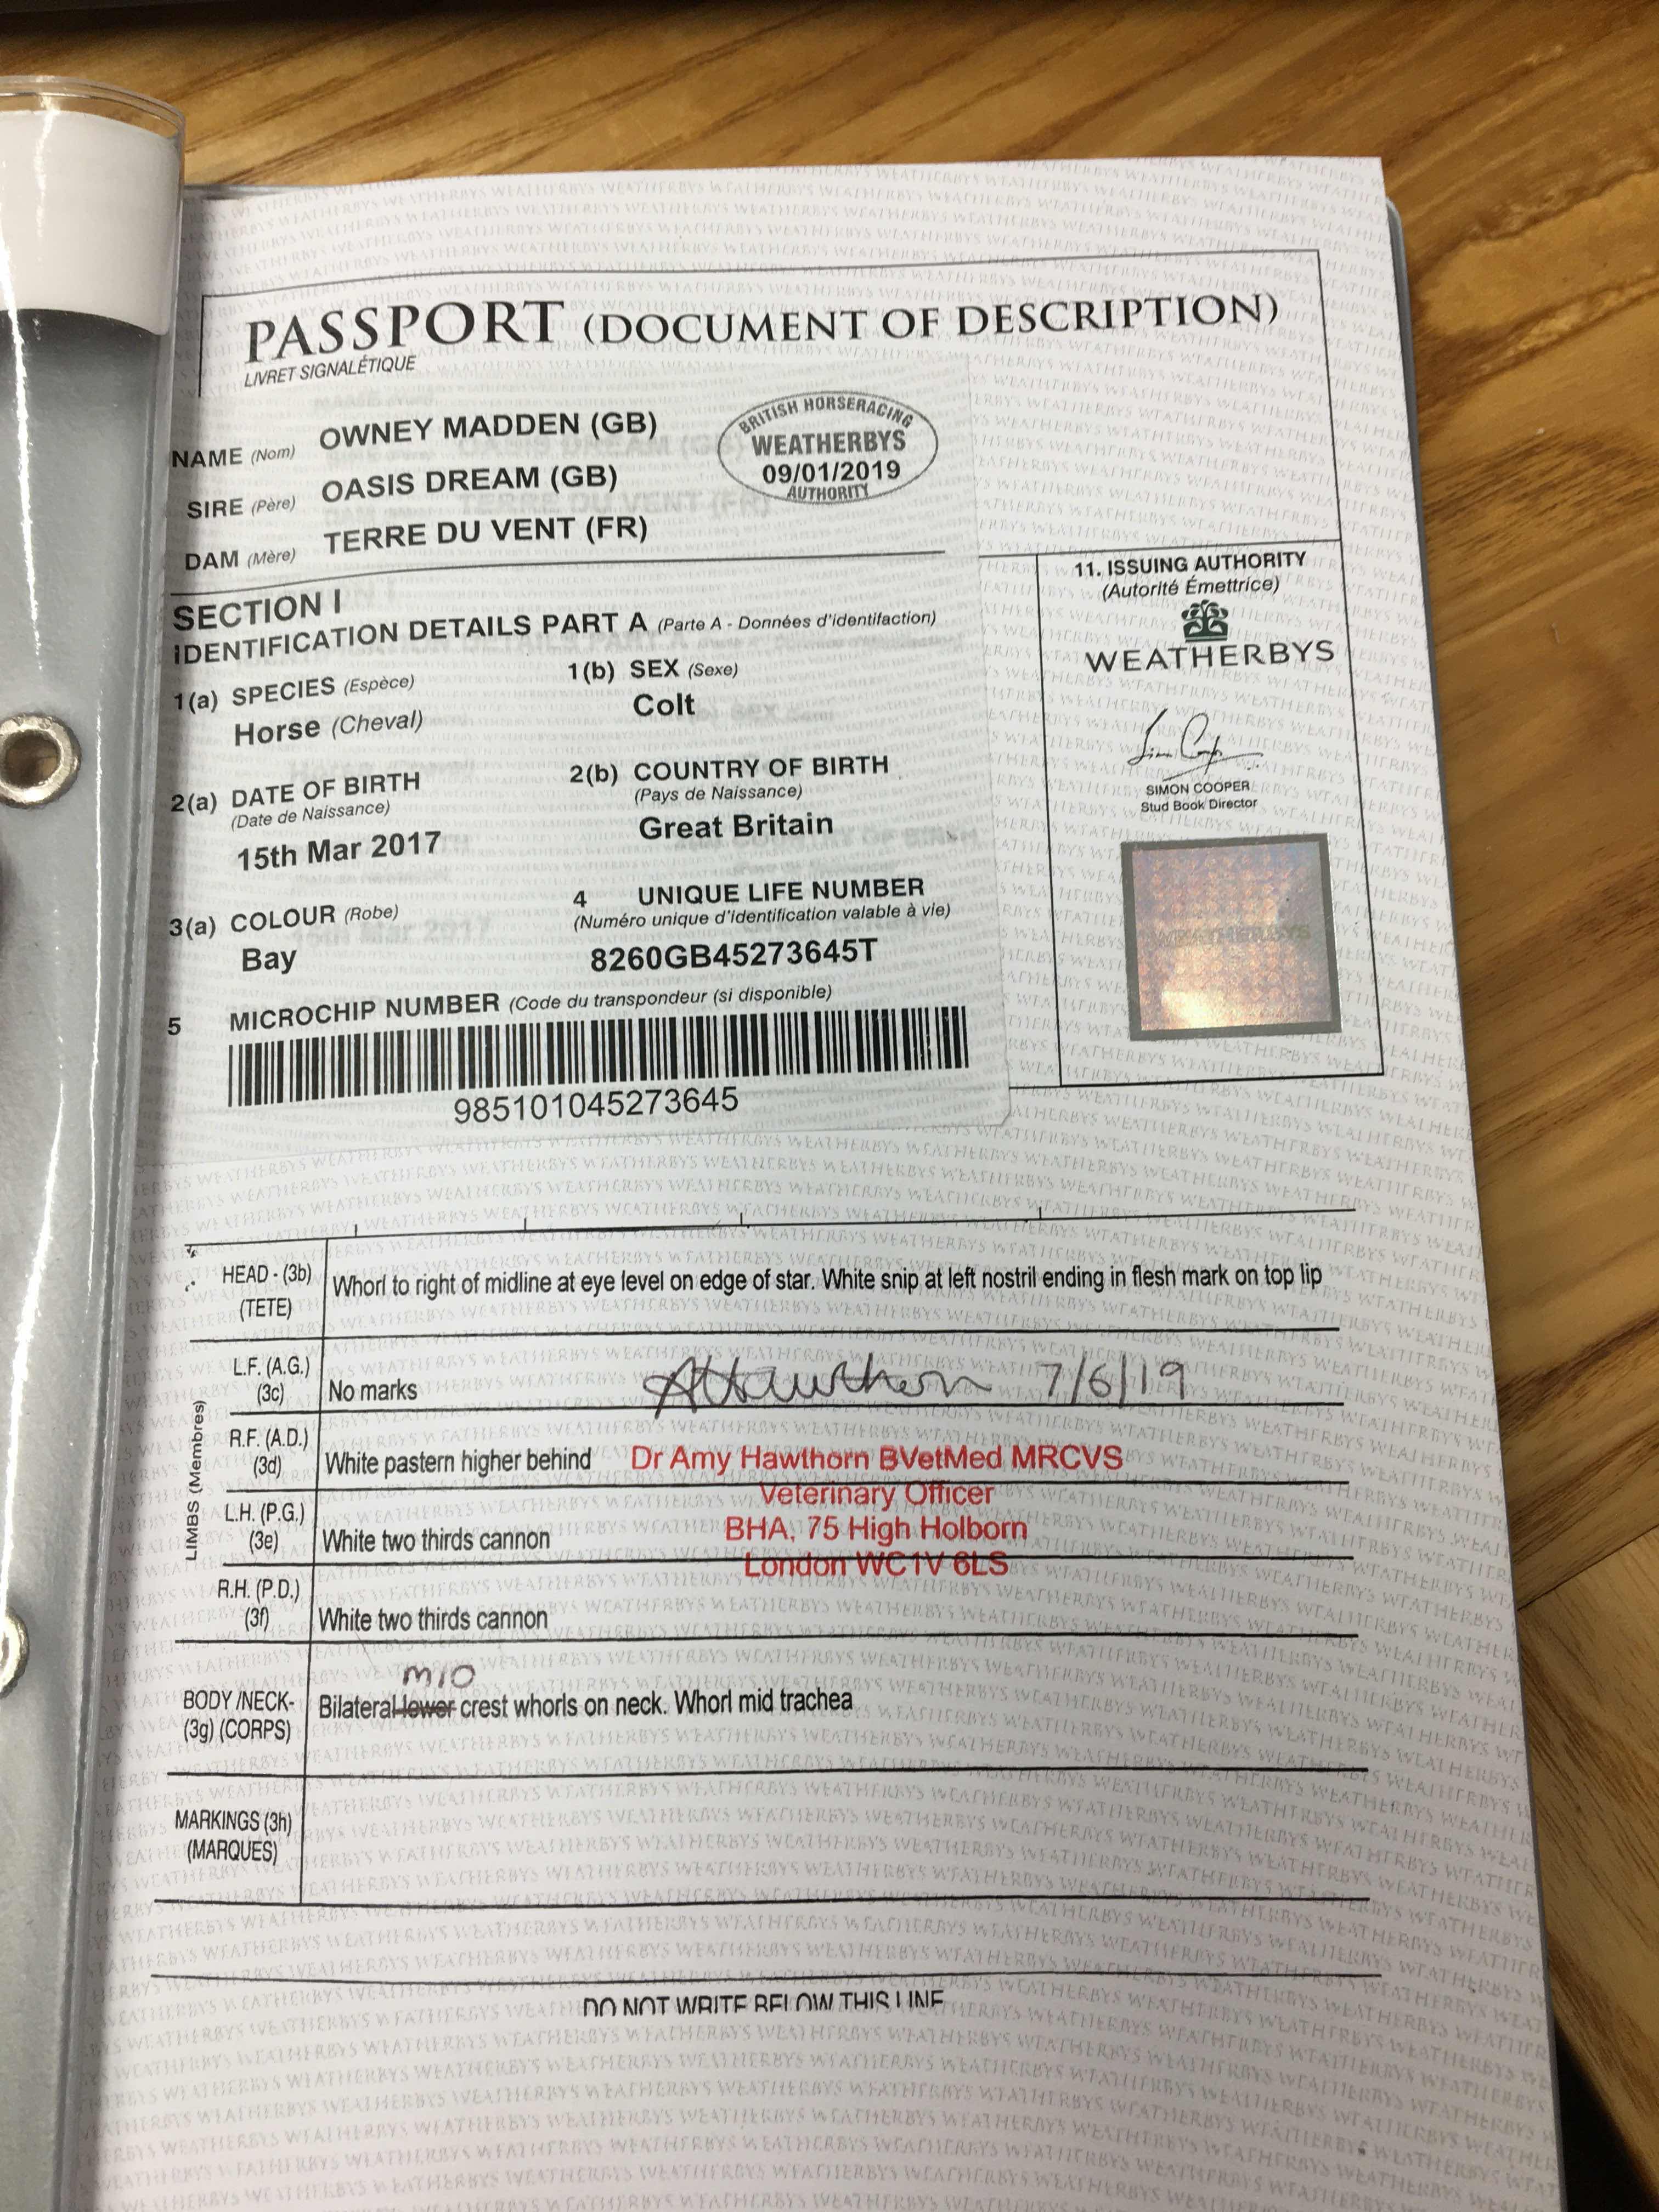 PASSPORT (DOCUMENT OF DESCRIPTION)
LIVRET SIGNALÉTIQUE
NAME (Nom) OWNEY MADDEN (GB)
SIRE (Père) OASIS DREAM (GB)
DAM (Mère) TERRE DU VENT (FR)
BRITISH HORSERACING
WEATHERBYS
09/01/2019
AUTHORITY
SECTION I
IDENTIFICATION DETAILS PART A (Parte A - Données d'identifaction)
1(a) SPECIES (Espèce)
Horse (Cheval)
1(b) SEX (Sexe)
Colt
2(a) DATE OF BIRTH
(Date de Naissance)
15th Mar 2017
2(b) COUNTRY OF BIRTH
(Pays de Naissance)
Great Britain
3(a) COLOUR (Robe)
Bay
4 UNIQUE LIFE NUMBER
(Numéro unique d'identification valable à vie)
8260GB45273645T
5 MICROCHIP NUMBER (Code du transpondeur (si disponible)
985101045273645
11. ISSUING AUTHORITY
(Autorité Émettrice)
WEATHERBYS
SIMON COOPER
Stud Book Director
WEATHERBYS
HEAD - (3b)
(TETE)
Whorl to right of midline at eye level on edge of star. White snip at left nostril ending in flesh mark on top lip
LIMBS (Membres)
L.F. (A.G.)
(3c)
No marks
AHawthorn 7/6/19
R.F. (A.D.)
(3d)
White pastern higher behind
Dr Amy Hawthorn BVetMed MRCVS
Veterinary Officer
BHA, 75 High Holborn
London WC1V 6LS
L.H. (P.G.)
(3e)
White two thirds cannon
R.H. (P.D.)
(3f)
White two thirds cannon
BODY /NECK-
(3g) (CORPS)
MID
Bilateral lower crest whorls on neck. Whorl mid trachea
MARKINGS (3h)
(MARQUES)
DO NOT WRITE BELOW THIS LINE